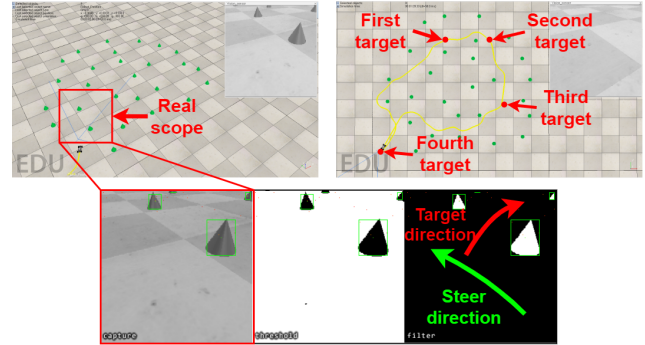 First
target
Second
target
Real
scope
Third
target
EDU
EDU
Fourth
target
Target
direction
Steer
direction
capture
threshold
filter